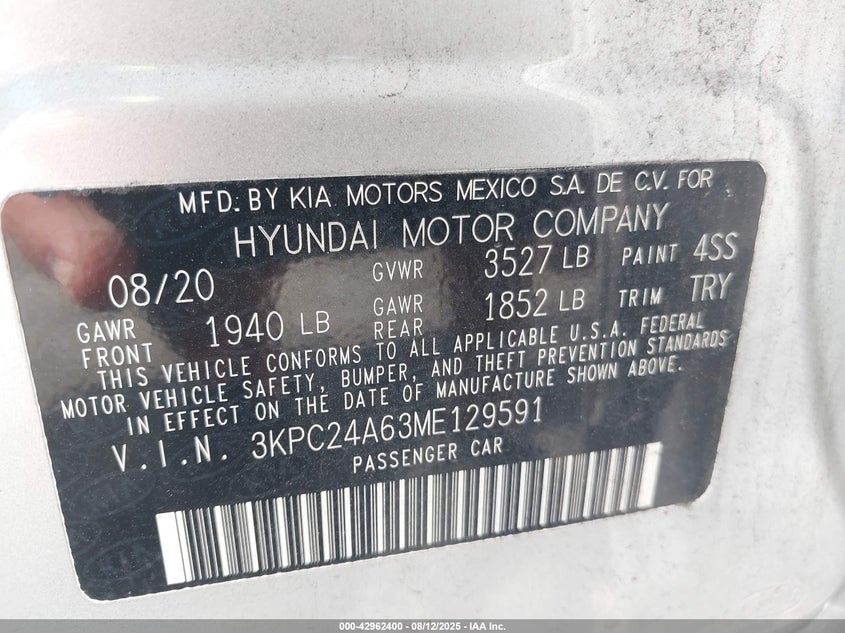 MFD. BY KIA MOTORS MEXICO S.A. DE C.V. FOR
HYUNDAI MOTOR COMPANY
08/20 GVWR 3527 LB PAINT 4SS
GAWR FRONT 1940 LB GAWR REAR 1852 LB TRIM TRY
THIS VEHICLE CONFORMS TO ALL APPLICABLE U.S.A. FEDERAL
MOTOR VEHICLE SAFETY, BUMPER, AND THEFT PREVENTION STANDARDS
IN EFFECT ON THE DATE OF MANUFACTURE SHOWN ABOVE.
V.I.N. 3KPC24A63ME129591
PASSENGER CAR
000-42962400 - 08/12/2025 - IAA Inc.